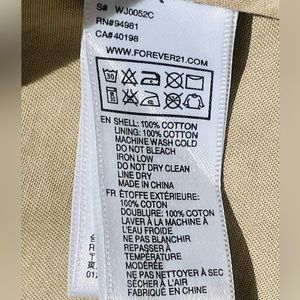 S# WJ0052C
RN#94981
CA#40198
WWW.FOREVER21.COM
30
EN SHELL: 100% COTTON
LINING: 100% COTTON
MACHINE WASH COLD
DO NOT BLEACH
IRON LOW
DO NOT DRY CLEAN
LINE DRY
MADE IN CHINA
FR ÉTOFFE EXTÉRIEURE:
100% COTON
DOUBLURE: 100% COTON
LAVER À LA MACHINE À
L'EAU FROIDE
NE PAS BLANCHIR
REPASSER À
TEMPÉRATURE
MODÉRÉE
NE PAS NETTOYER À SEC
SÉCHER À L'AIR
FABRIQUÉ EN CHINE